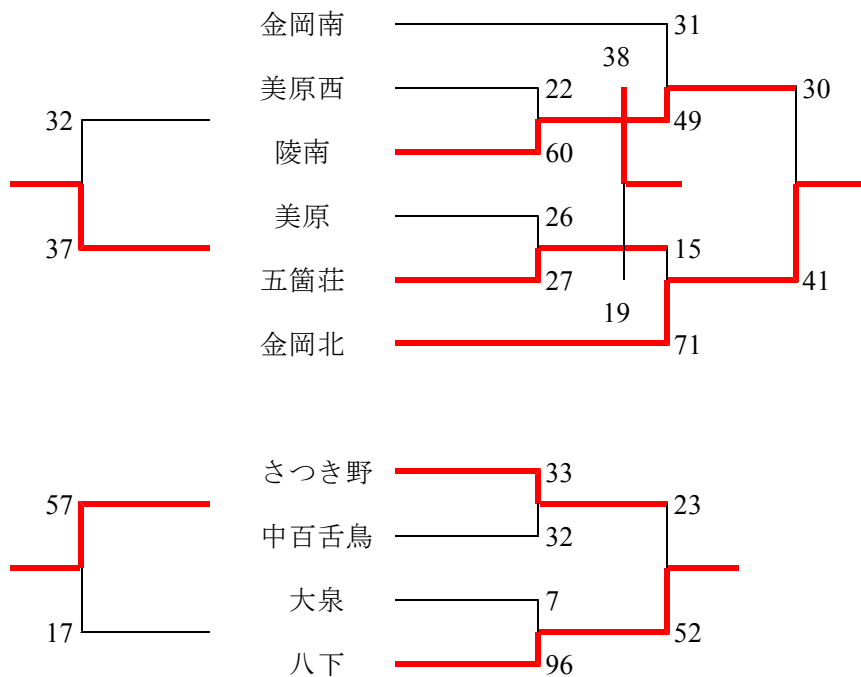 金岡南 31
38
美原西 22 30
32 49
陵南 60
美原 26
37 15
五箇荘 27 41
19
金岡北 71
さつき野 33
57 23
中百舌鳥 32
大泉 7
17 52
八下 96